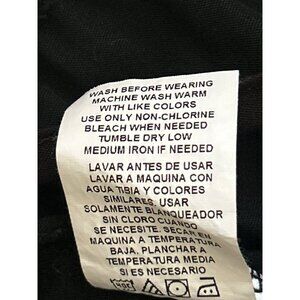 WASH BEFORE WEARING
MACHINE WASH WARM
WITH LIKE COLORS
USE ONLY NON-CHLORINE
BLEACH WHEN NEEDED
TUMBLE DRY LOW
MEDIUM IRON IF NEEDED
LAVAR ANTES DE USAR
LAVAR A MAQUINA CON
AGUA TIBIA Y COLORES
SIMILARES. USAR
SOLAMENTE BLANQUEADOR
SIN CLORO CUANDO
SE NECESITE. SECAR EN
MAQUINA A TEMPERATURA
BAJA. PLANCHAR A
TEMPERATURA MEDIA
SI ES NECESARIO